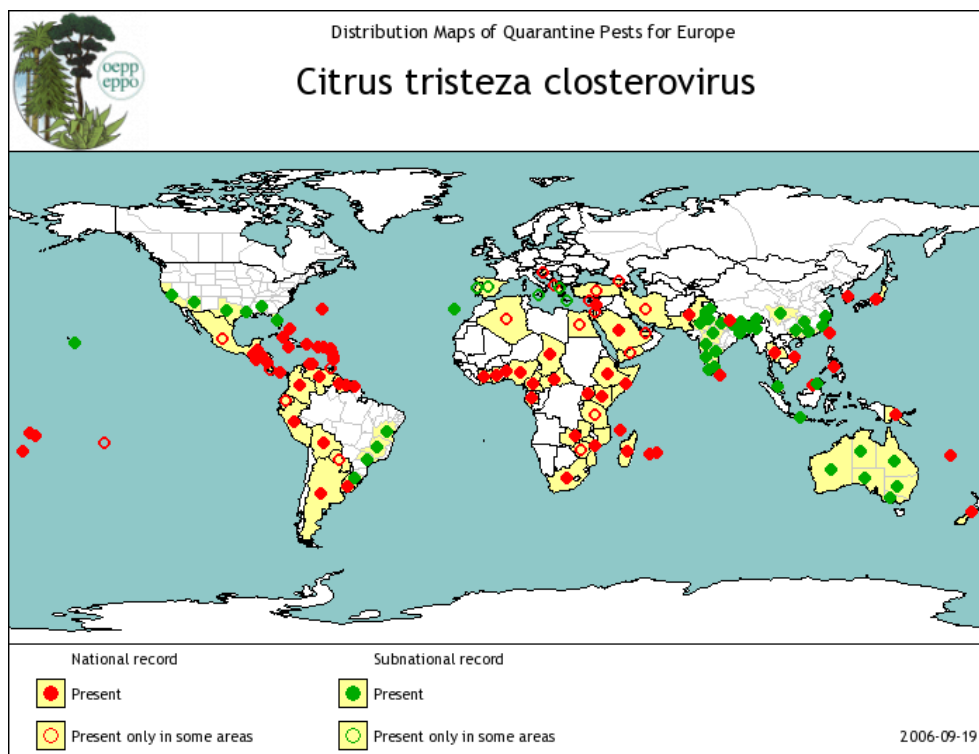 oepp
eppo
Distribution Maps of Quarantine Pests for Europe
Citrus tristeza closterovirus
National record
Subnational record
Present
Present
Present only in some areas
Present only in some areas
2006-09-19